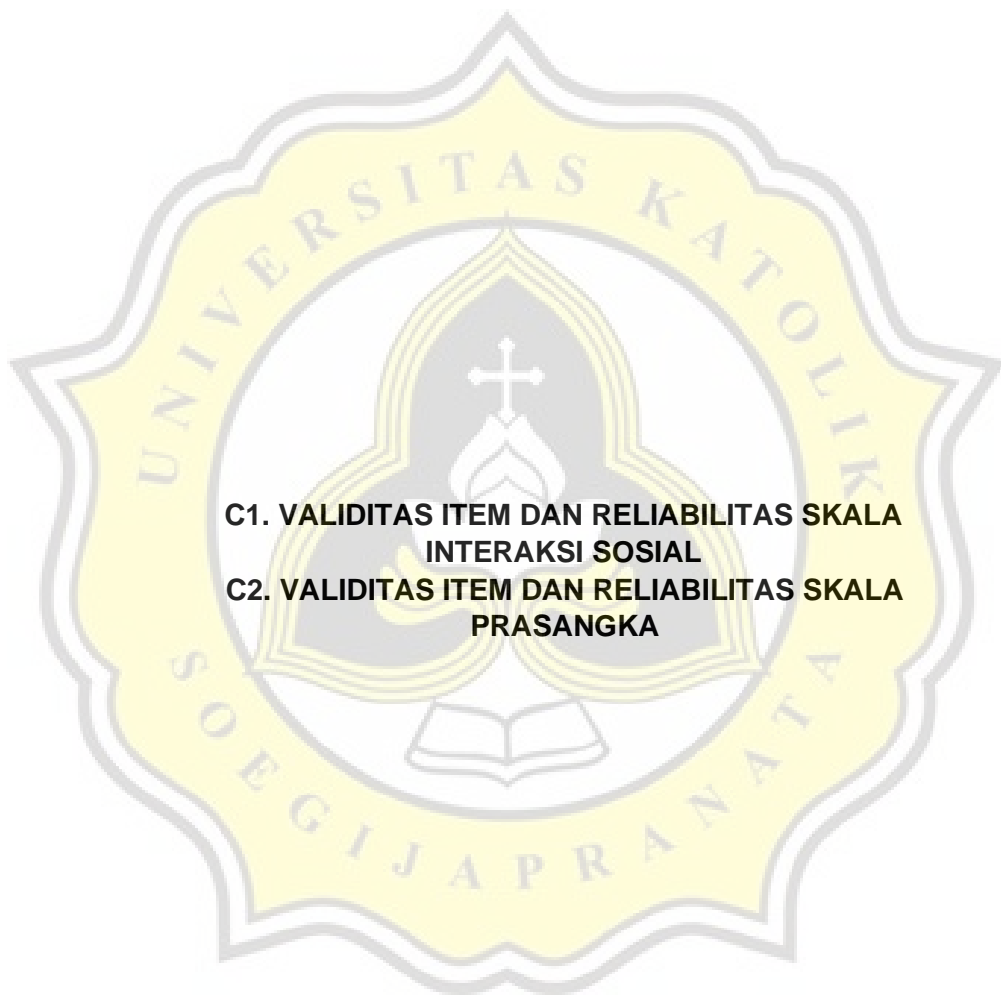 UNIVERSITAS KATOLIK
C1. VALIDITAS ITEM DAN RELIABILITAS SKALA
INTERAKSI SOSIAL
C2. VALIDITAS ITEM DAN RELIABILITAS SKALA
PRASANGKA
SOEGIJAPRANATA